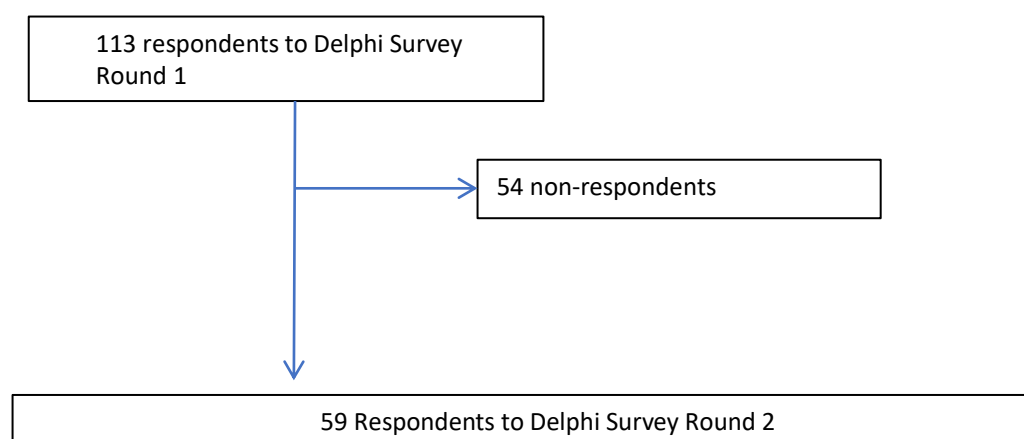 113 respondents to Delphi Survey
Round 1
54 non-respondents
59 Respondents to Delphi Survey Round 2